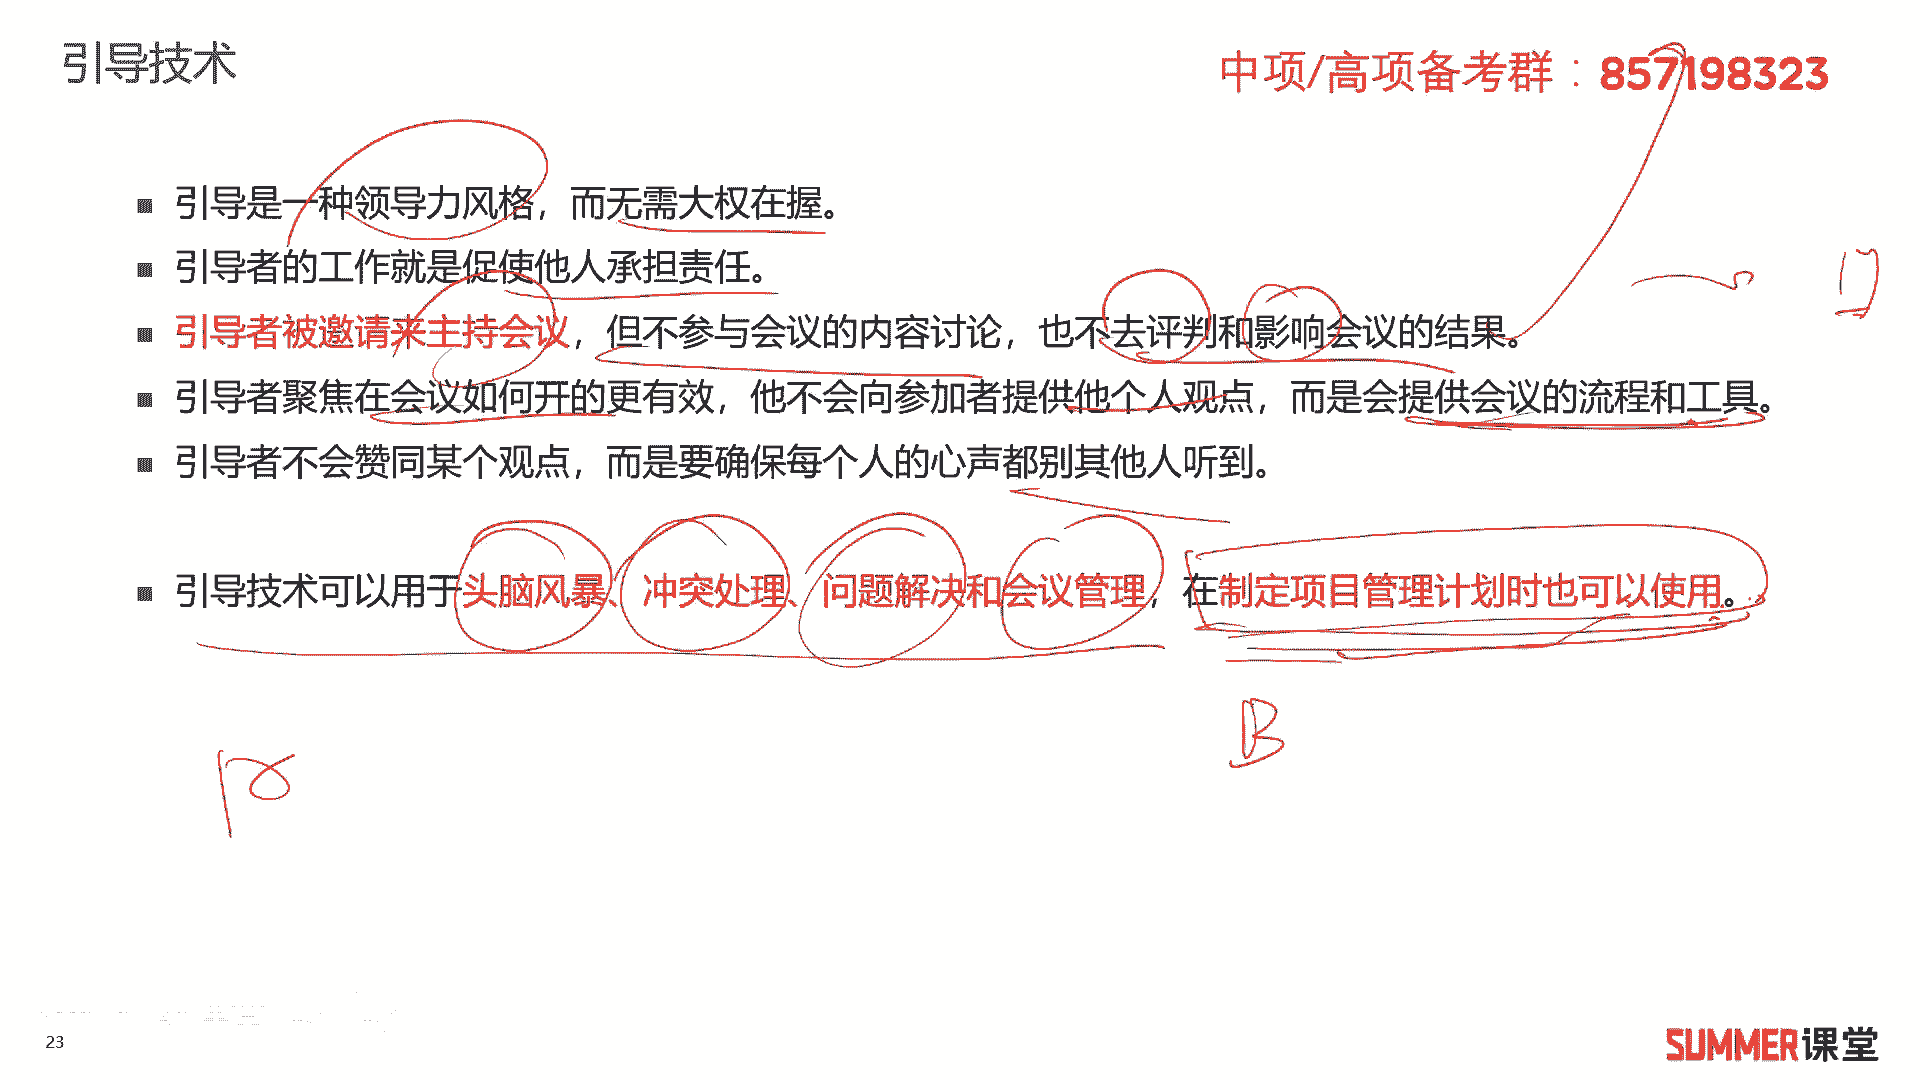 引导技术
中项/高项备考群：857198323
引导是一种领导力风格，而无需大权在握。
引导者的工作就是促使他人承担责任。
引导者被邀请来主持会议，但不参与会议的内容讨论，也不去评判和影响会议的结果。
引导者聚焦在会议如何开的更有效，他不会向参加者提供他个人观点，而是会提供会议的流程和工具。
引导者不会赞同某个观点，而是要确保每个人的心声都别其他人听到。
引导技术可以用于头脑风暴、冲突处理、问题解决和会议管理，在制定项目管理计划时也可以使用。
B
23
SUMMER课堂